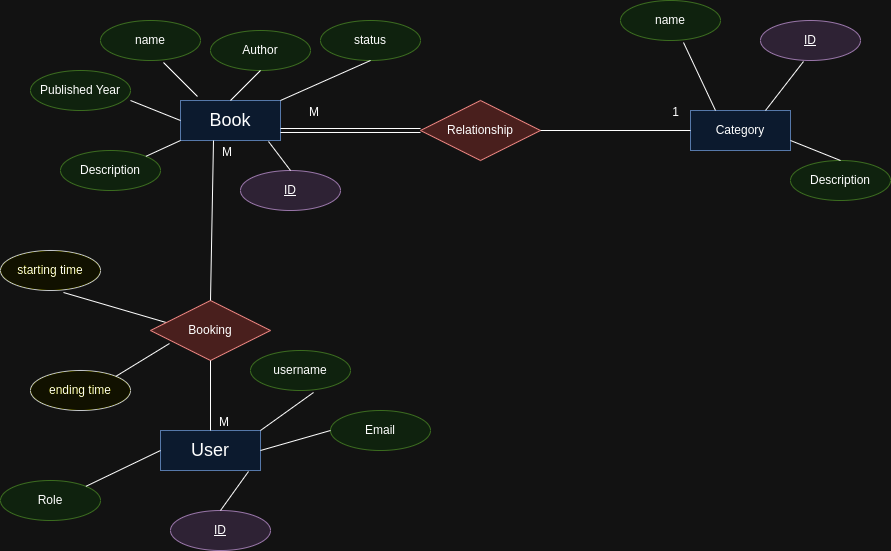 name
Author
status
name
ID
Published Year
Book
M
Relationship
1
Category
Description
M
ID
Description
starting time
Booking
ending time
username
M
User
Email
Role
ID